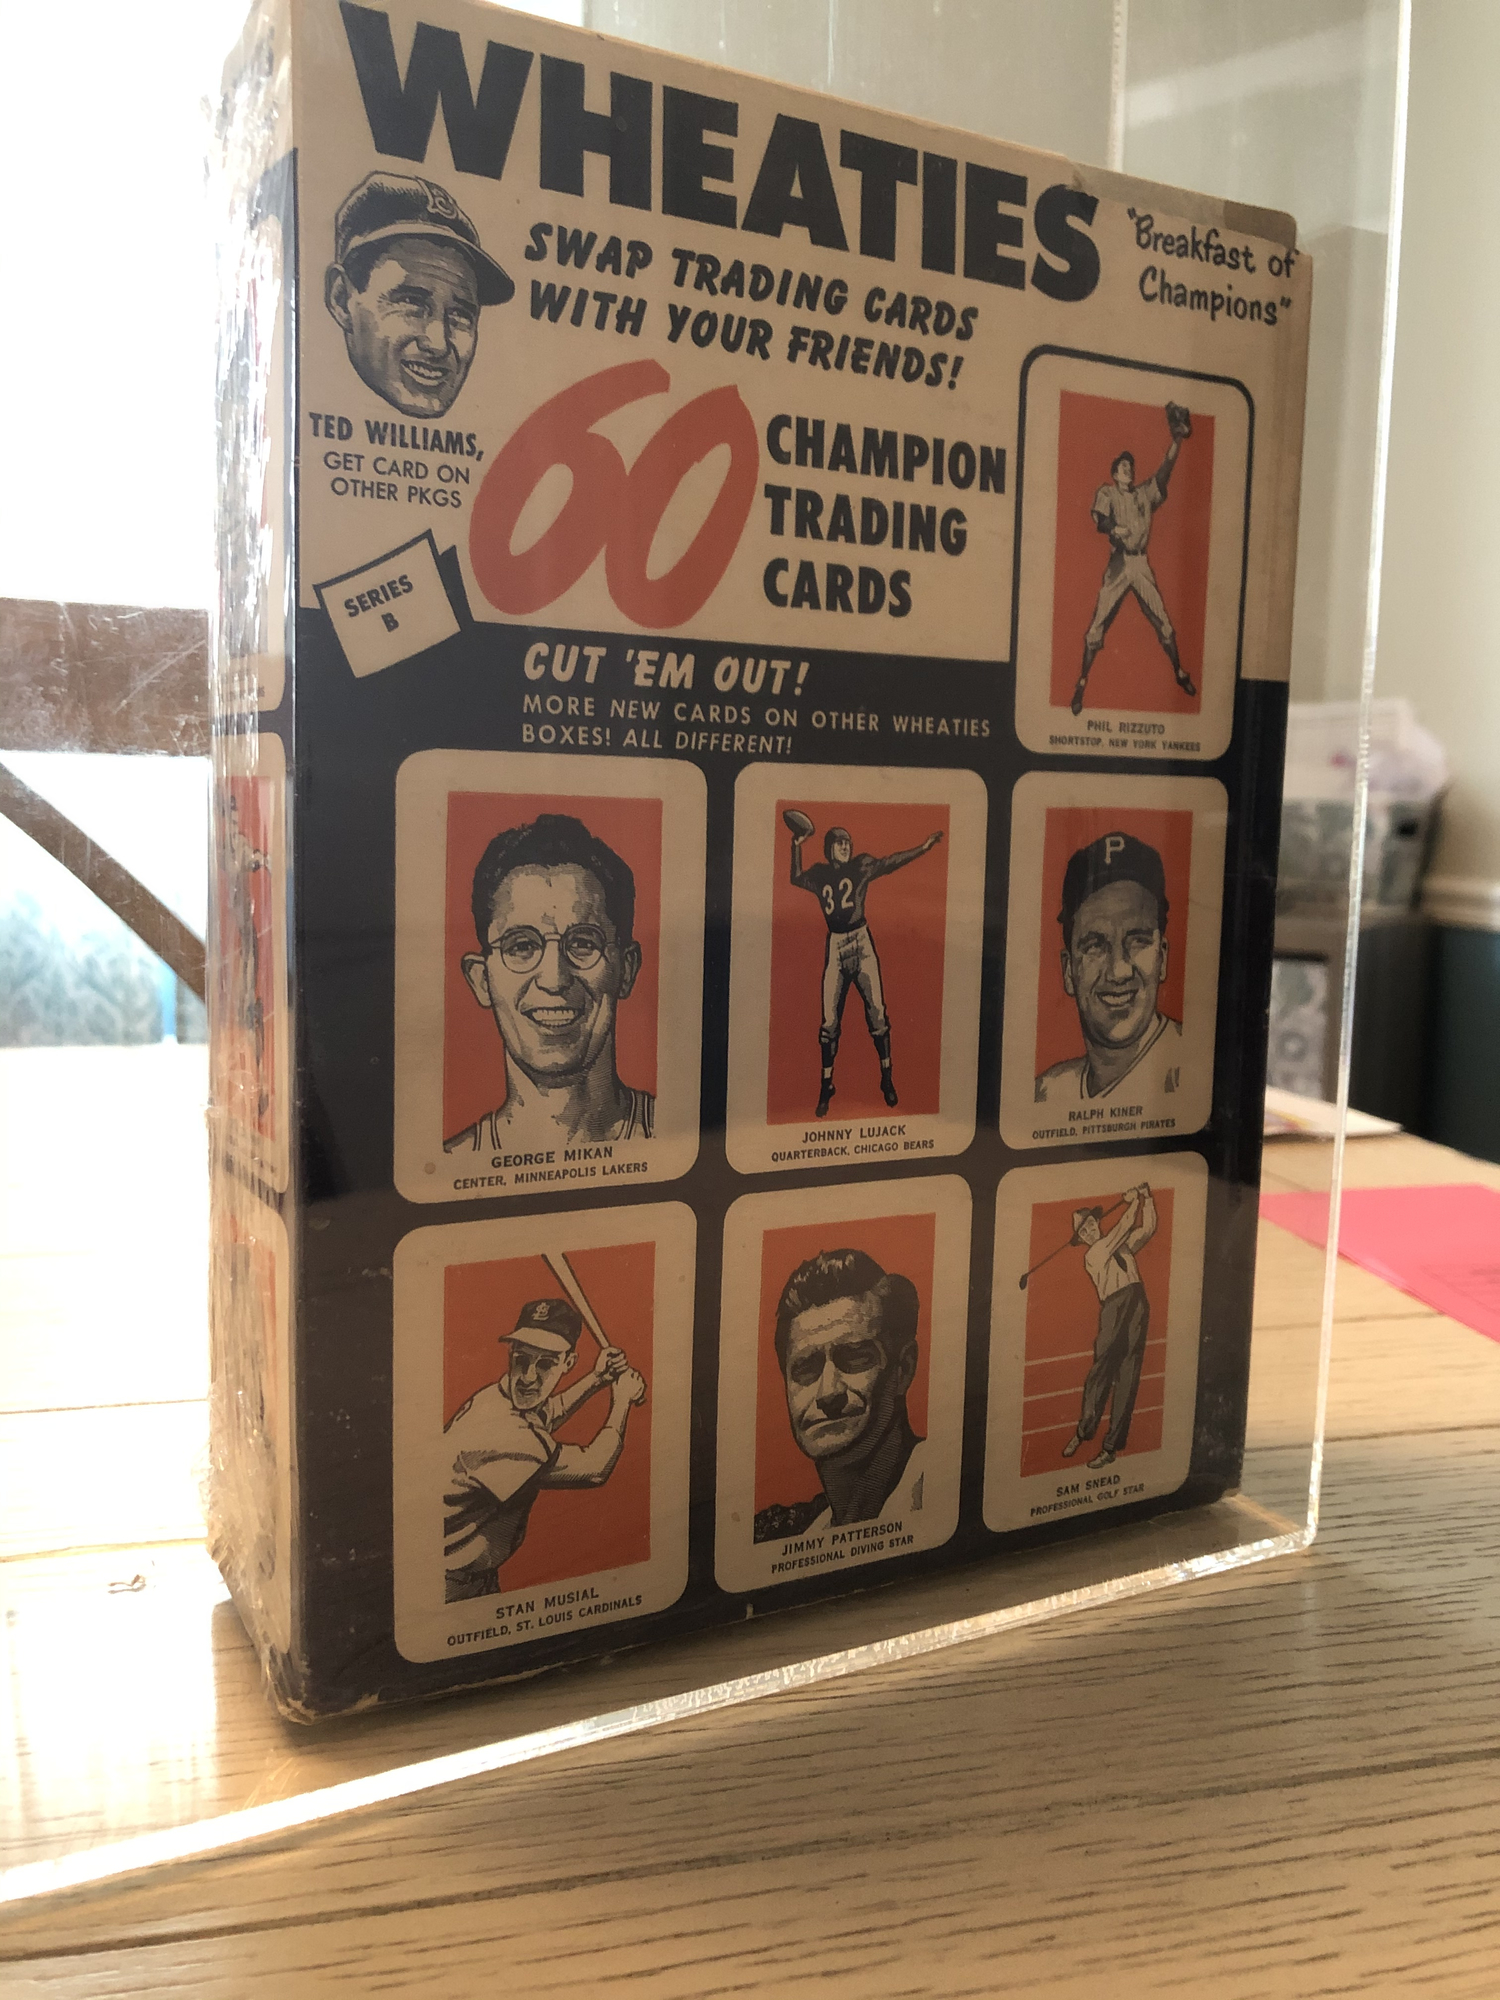 WHEATIES
"Breakfast of
Champions"
SWAP TRADING CARDS
WITH YOUR FRIENDS!
B
TED WILLIAMS,
GET CARD ON
OTHER PKGS
60
CHAMPION
TRADING
CARDS
SERIES
B
CUT 'EM OUT!
MORE NEW CARDS ON OTHER WHEATIES
BOXES! ALL DIFFERENT!
PHIL RIZZUTO
SHORTSTOP, NEW YORK YANKEES
GEORGE MIKAN
CENTER, MINNEAPOLIS LAKERS
32
JOHNNY LUJACK
QUARTERBACK, CHICAGO BEARS
P
RALPH KINER
OUTFIELD, PITTSBURGH PIRATES
STL
STAN MUSIAL
OUTFIELD, ST. LOUIS CARDINALS
JIMMY PATTERSON
PROFESSIONAL DIVING STAR
SAM SNEAD
PROFESSIONAL GOLF STAR